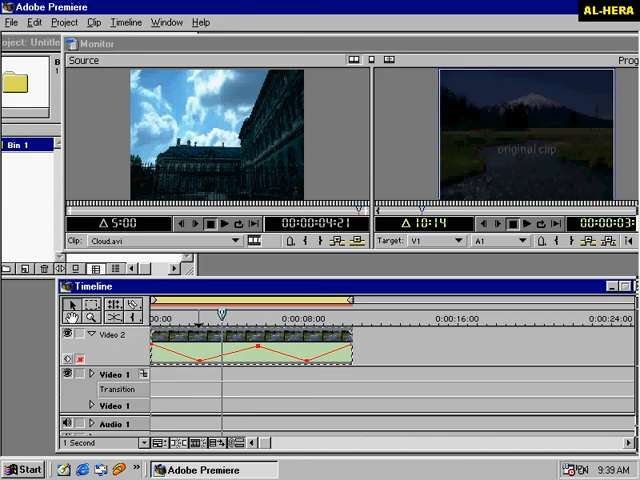 Adobe Premiere
AL-HERA
File Edit Project Clip Timeline Window Help
oject: Untitle
Monitor
Source
Prog
B
1
original clip
Bin 1
Δ 5:00
00:00:04:21
Δ 10:14
00:00:03:
Clip: Cloud.avi
Target: V1
A1
Timeline
00:00
0:00:08:00
0:00:16:00
0:00:24:00
Video 2
Video 1
Transition
Video 1
Audio 1
1 Second
Start
Adobe Premiere
9:39 AM